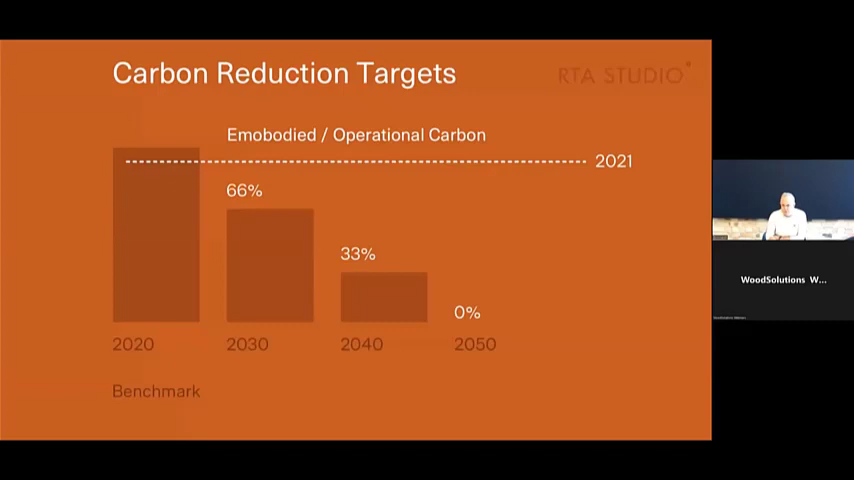 Carbon Reduction Targets
RTA STUDIO
Emobodied / Operational Carbon
2021
66%
33%
0%
2020
2030
2040
2050
Benchmark
WoodSolutions W...